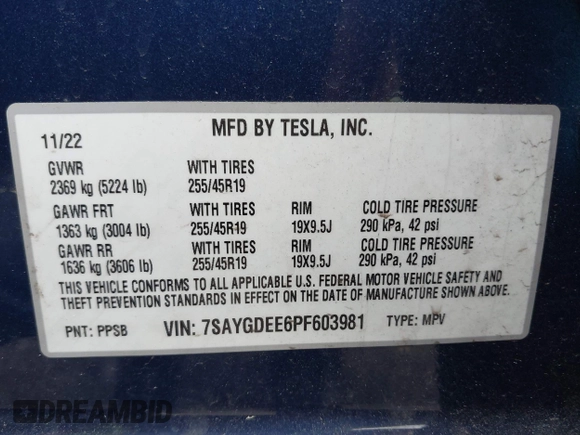 MFD BY TESLA, INC.
11/22
GVWR WITH TIRES
2369 kg (5224 lb) 255/45R19
GAWR FRT WITH TIRES RIM COLD TIRE PRESSURE
1363 kg (3004 lb) 255/45R19 19X9.5J 290 kPa, 42 psi
GAWR RR WITH TIRES RIM COLD TIRE PRESSURE
1636 kg (3606 lb) 255/45R19 19X9.5J 290 kPa, 42 psi
THIS VEHICLE CONFORMS TO ALL APPLICABLE U.S. FEDERAL MOTOR VEHICLE SAFETY AND
THEFT PREVENTION STANDARDS IN EFFECT ON THE DATE OF MANUFACTURE SHOWN ABOVE.
PNT: PPSB VIN: 7SAYGDEE6PF603981 TYPE: MPV
DREAMBID